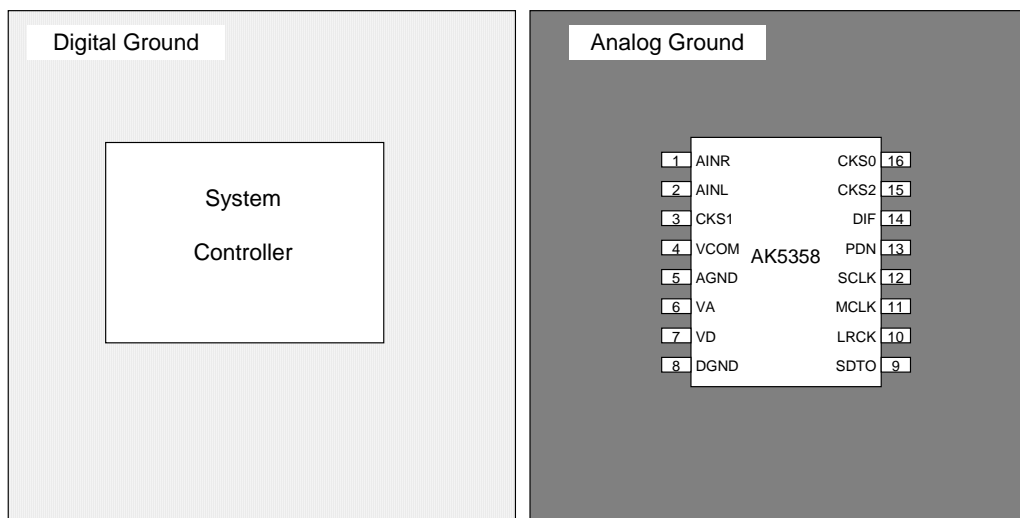 Digital Ground
System
Controller
Analog Ground
1 AINR CKS0 16
2 AINL CKS2 15
3 CKS1 DIF 14
4 VCOM AK5358 PDN 13
5 AGND SCLK 12
6 VA MCLK 11
7 VD LRCK 10
8 DGND SDTO 9